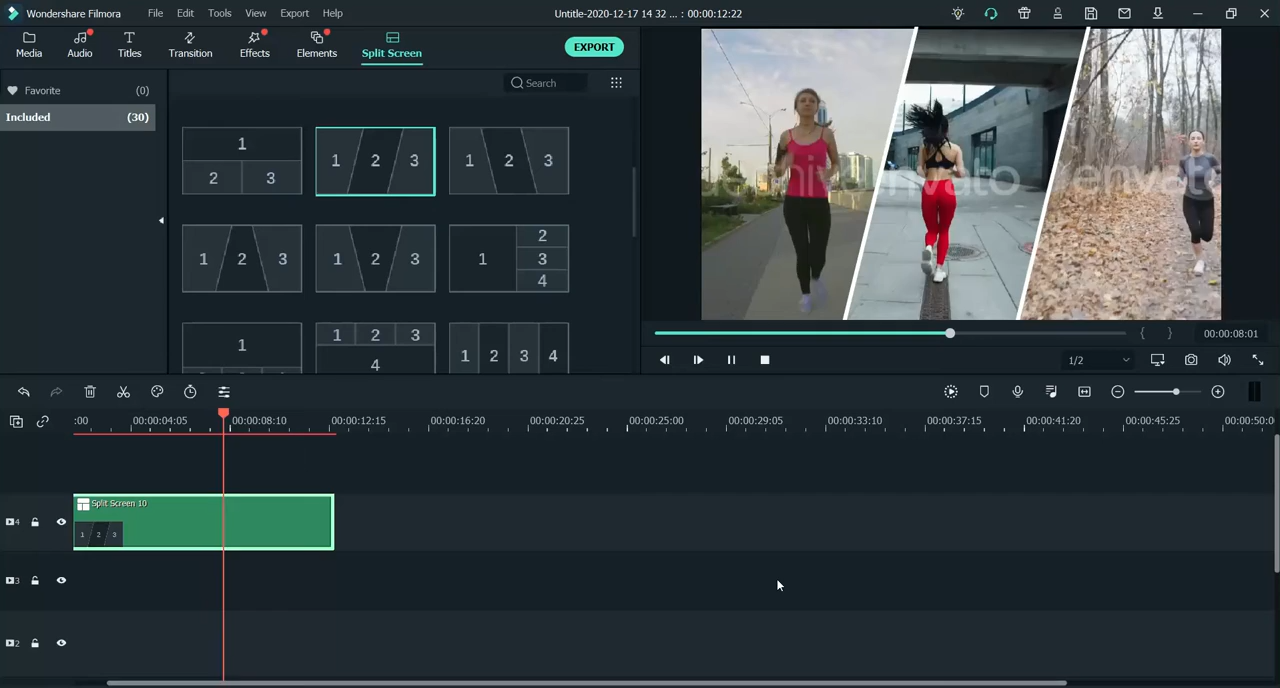 Wondershare Filmora File Edit Tools View Export Help Untitle-2020-12-17 14 32 ... : 00:00:12:22
Media Audio Titles Transition Effects Elements Split Screen EXPORT
Favorite (0) Search
Included (30)
1 2 3
1 2 3
1 2 3
1 2 3
1 2 3
1 2 3 4
1
1 2 3 4
1 2 3 4
envato
envato
00:00:08:01
1/2
:00 00:00:04:05 00:00:08:10 00:00:12:15 00:00:16:20 00:00:20:25 00:00:25:00 00:00:29:05 00:00:33:10 00:00:37:15 00:00:41:20 00:00:45:25 00:00:50:0
Split Screen 10
1 2 3
4
3
2